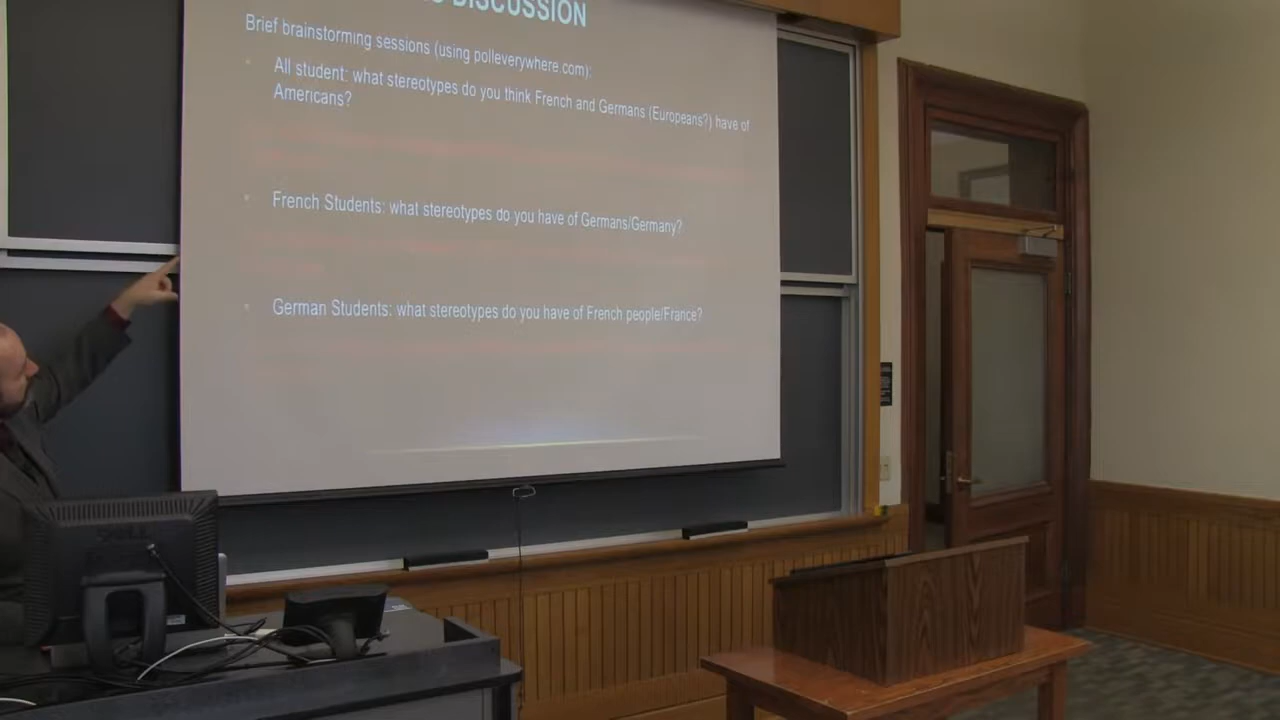 DISCUSSION
Brief brainstorming sessions (using polleverywhere.com):
All student: what stereotypes do you think French and Germans (Europeans?) have of
Americans?
French Students: what stereotypes do you have of Germans/Germany?
German Students: what stereotypes do you have of French people/France?
DELL